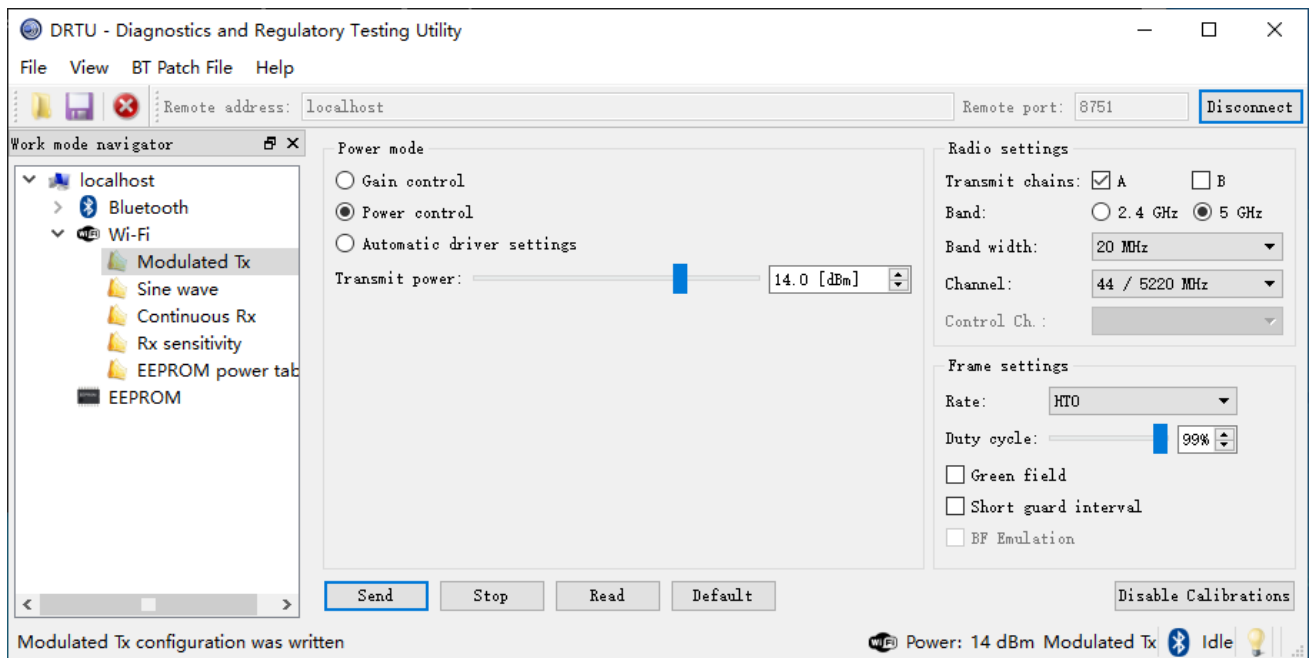 DRTU - Diagnostics and Regulatory Testing Utility
File View BT Patch File Help
Remote address: localhost Remote port: 8751 Disconnect
Work mode navigator
localhost
Bluetooth
Wi-Fi
Modulated Tx
Sine wave
Continuous Rx
Rx sensitivity
EEPROM power tab
EEPROM
Power mode
Gain control
Power control
Automatic driver settings
Transmit power: 14.0 [dBm]
Radio settings
Transmit chains: A B
Band: 2.4 GHz 5 GHz
Band width: 20 MHz
Channel: 44 / 5220 MHz
Control Ch.:
Frame settings
Rate: HT0
Duty cycle: 99%
Green field
Short guard interval
BF Emulation
Send Stop Read Default Disable Calibrations
Modulated Tx configuration was written WiFi Power: 14 dBm Modulated Tx Idle